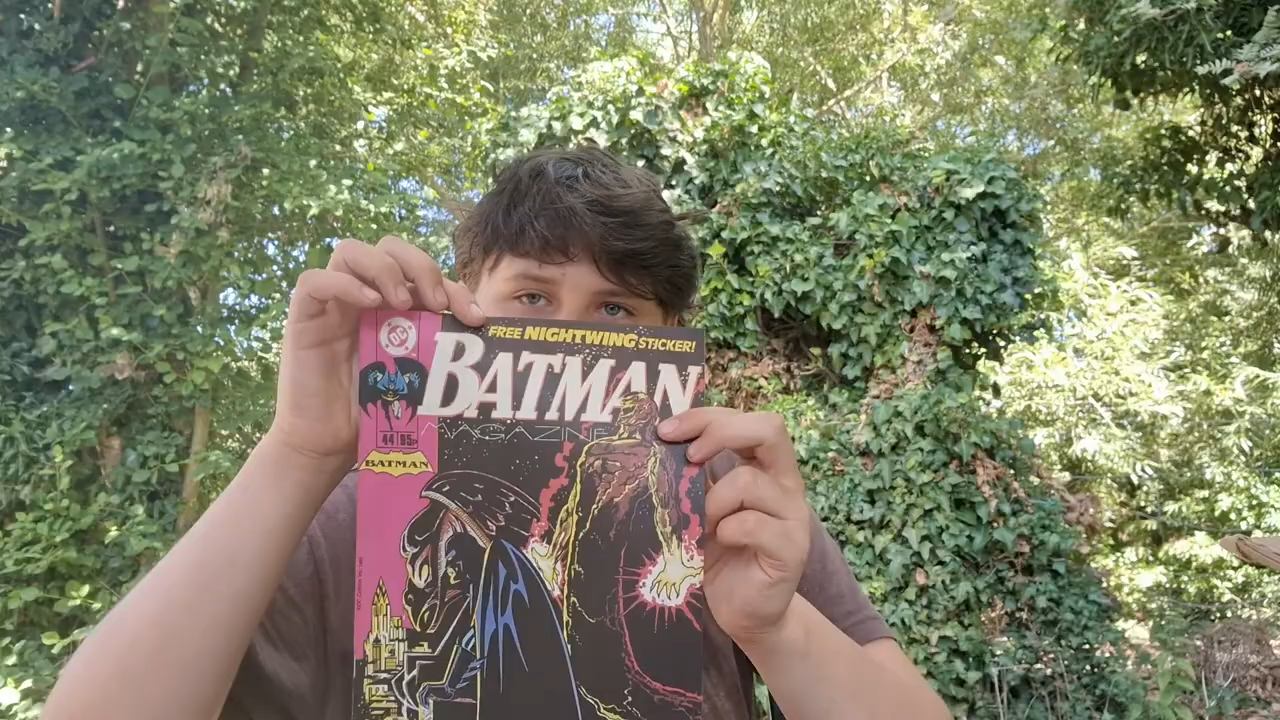 FREE NIGHTWING STICKER!
DC
BATMAN
MAGAZINE
44 95p
BATMAN